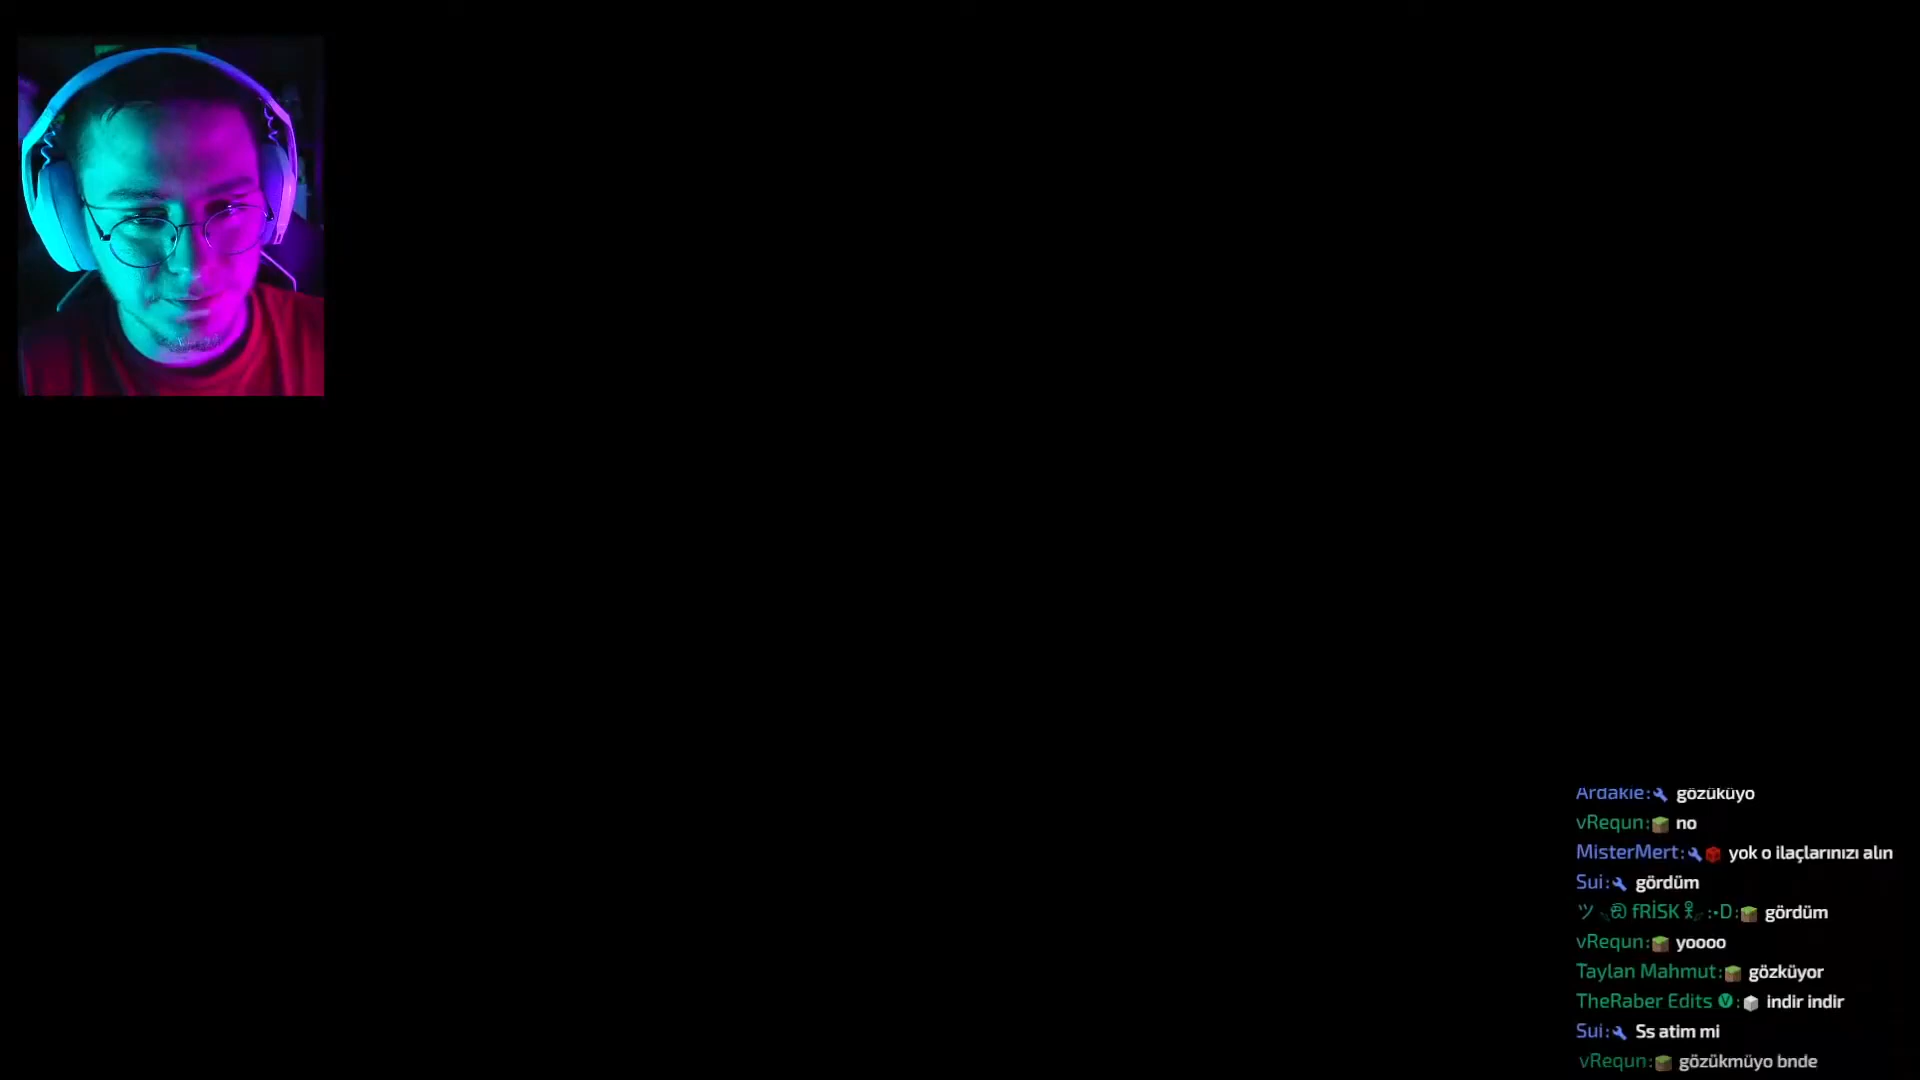 Ardakie: gözüküyo
vRequn: no
MisterMert: yok o ilaçlarınızı alın
Sui: gördüm
ツ fRİSK :•D: gördüm
vRequn: yoooo
Taylan Mahmut: gözküyor
TheRaber Edits: indir indir
Sui: Ss atim mi
vRequn: gözükmüyo bnde